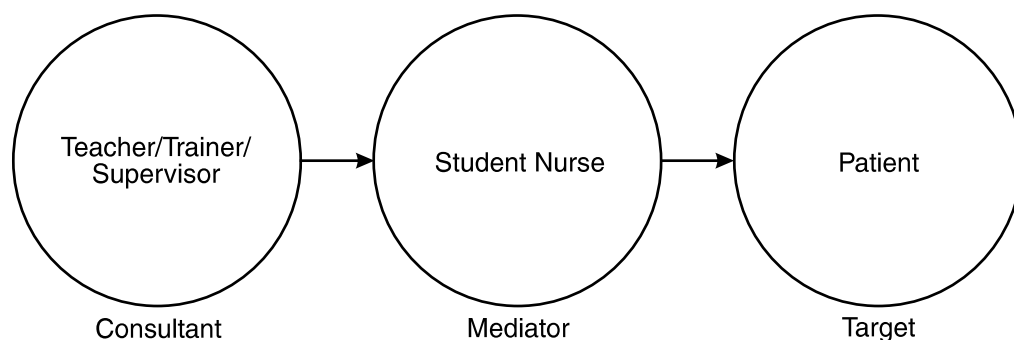 Teacher/Trainer/
Supervisor
Student Nurse
Patient
Consultant
Mediator
Target